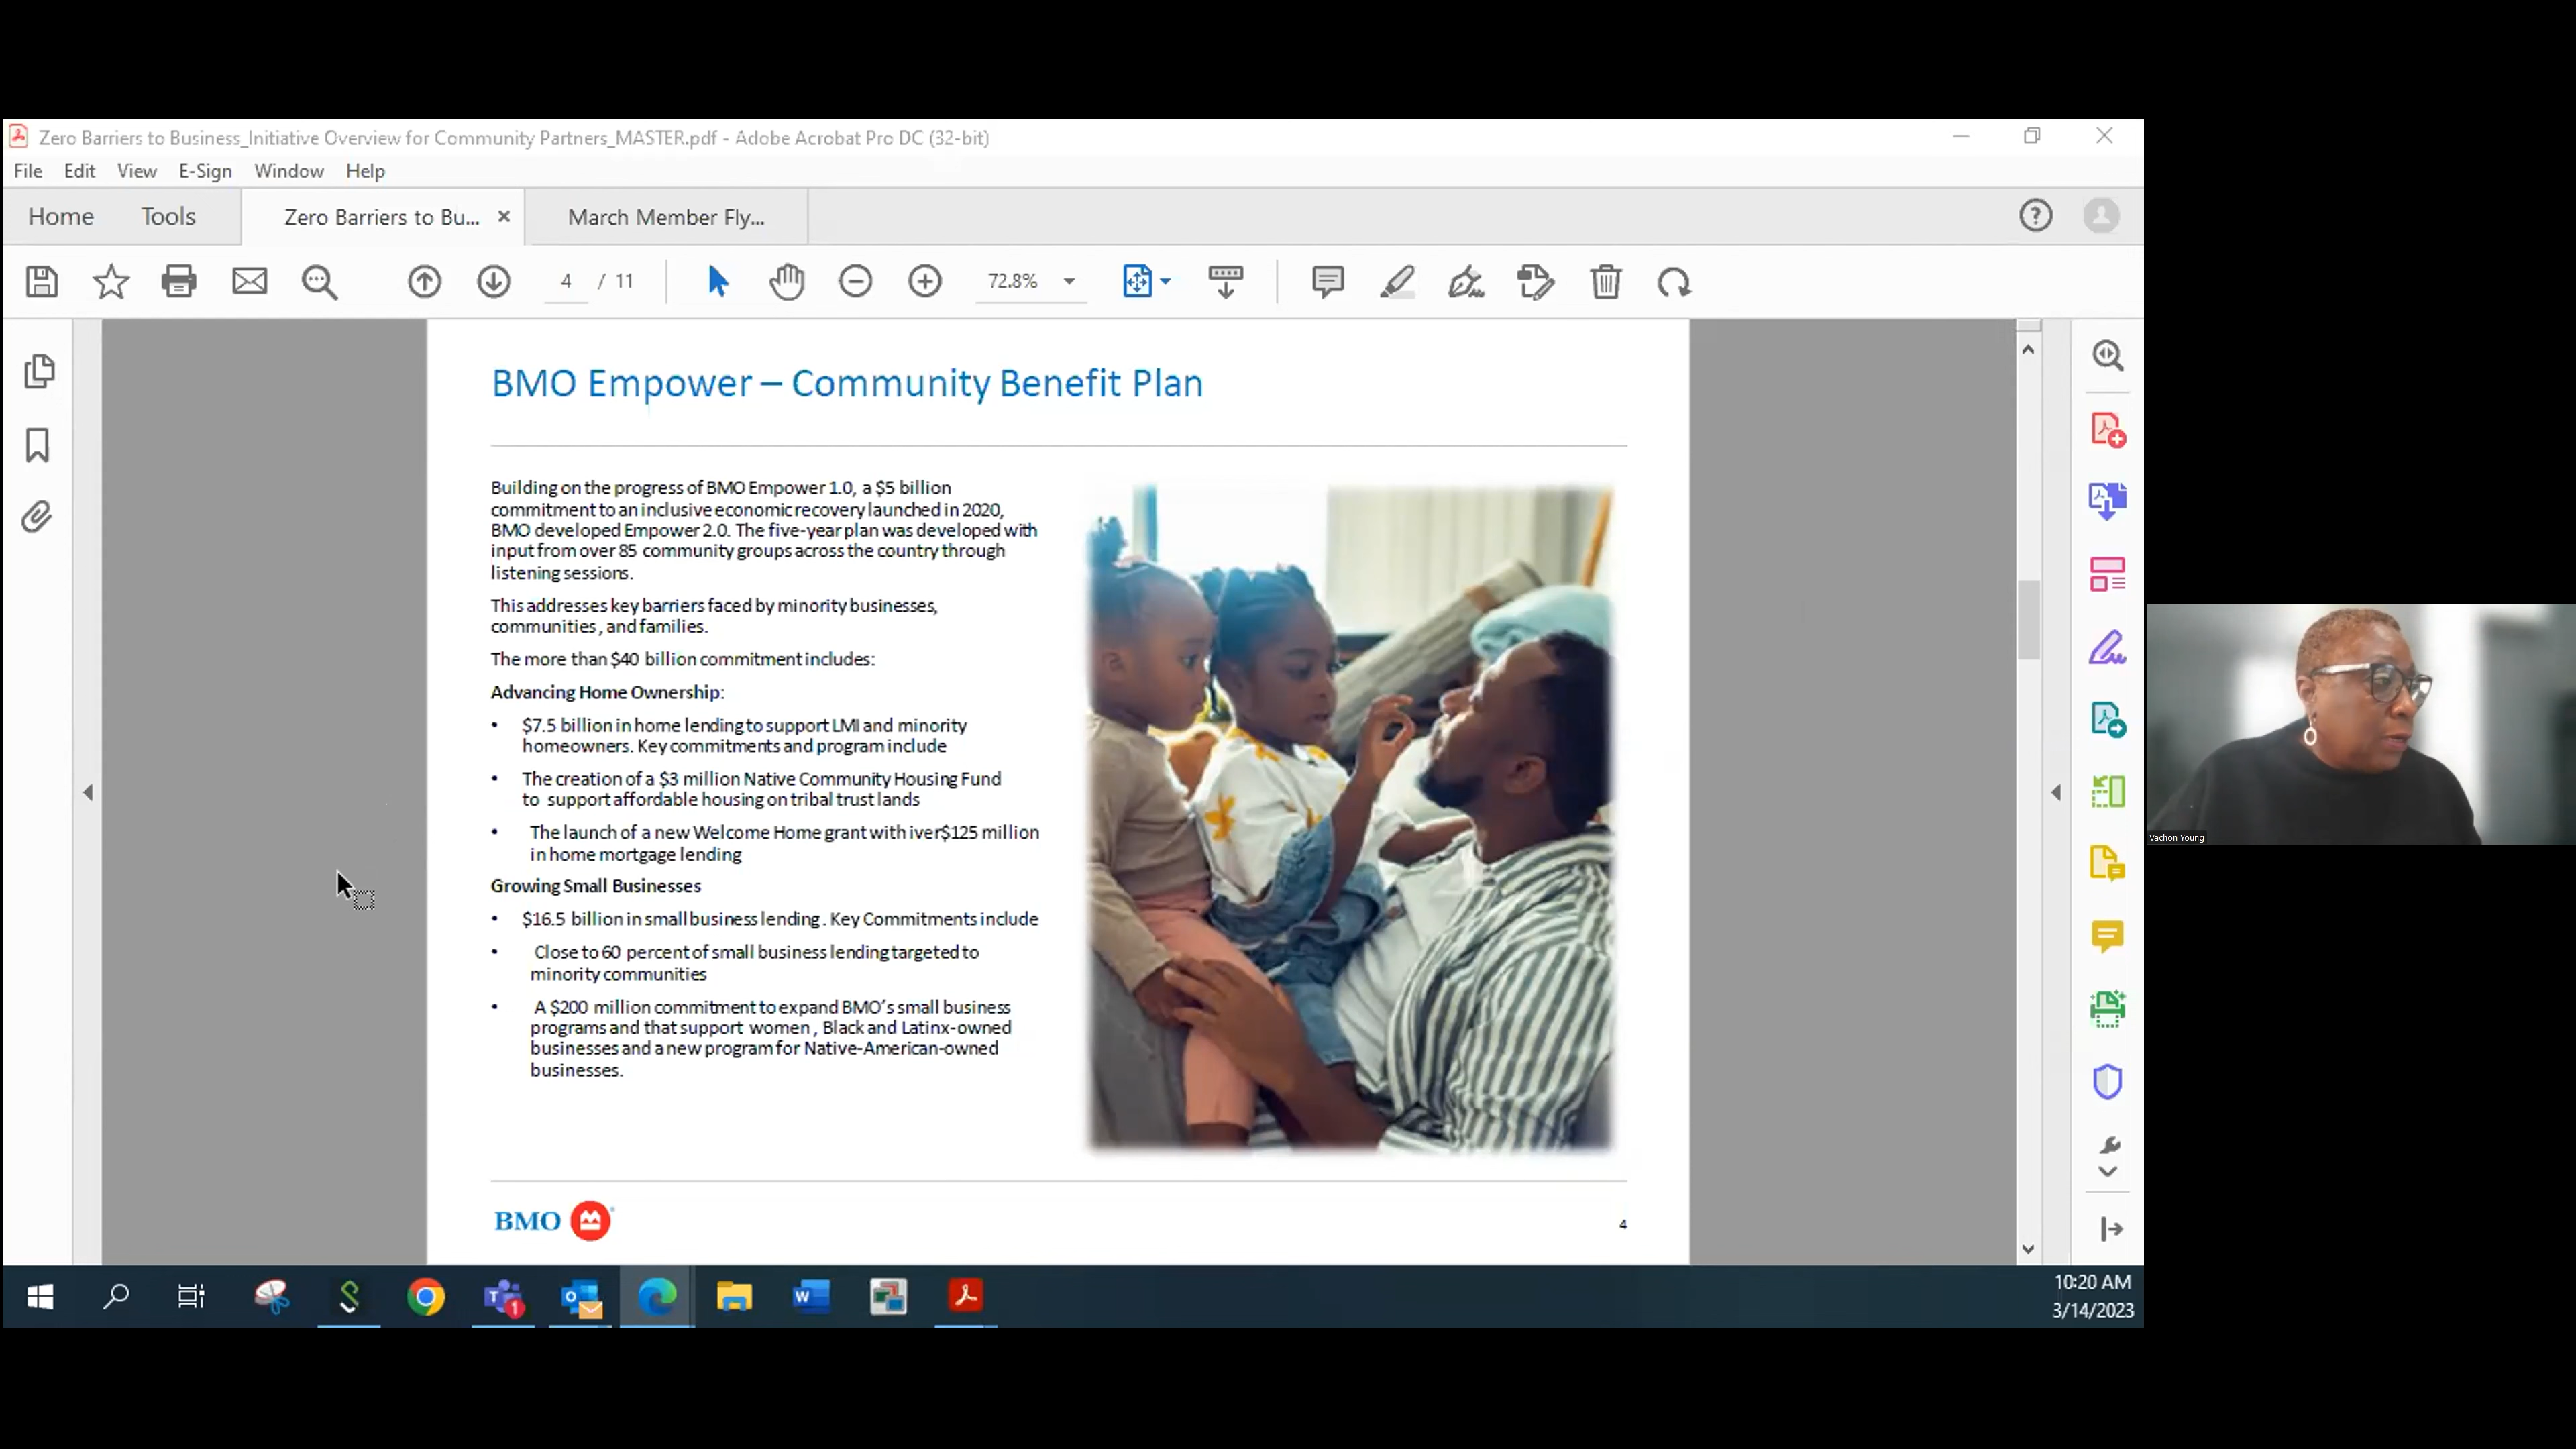 Zero Barriers to Business_Initiative Overview for Community Partners_MASTER.pdf - Adobe Acrobat Pro DC (32-bit)
File Edit View E-Sign Window Help
Home Tools Zero Barriers to Bu... × March Member Fly...
4 / 11 72.8%
BMO Empower – Community Benefit Plan
Building on the progress of BMO Empower 1.0, a $5 billion
commitment to an inclusive economic recovery launched in 2020,
BMO developed Empower 2.0. The five-year plan was developed with
input from over 85 community groups across the country through
listening sessions.
This addresses key barriers faced by minority businesses,
communities, and families.
The more than $40 billion commitment includes:
Advancing Home Ownership:
• $7.5 billion in home lending to support LMI and minority
homeowners. Key commitments and program include
• The creation of a $3 million Native Community Housing Fund
to support affordable housing on tribal trust lands
• The launch of a new Welcome Home grant with iver$125 million
in home mortgage lending
Growing Small Businesses
• $16.5 billion in small business lending. Key Commitments include
• Close to 60 percent of small business lending targeted to
minority communities
• A $200 million commitment to expand BMO's small business
programs and that support women, Black and Latinx-owned
businesses and a new program for Native-American-owned
businesses.
BMO
4
Vachon Young
10:20 AM
3/14/2023